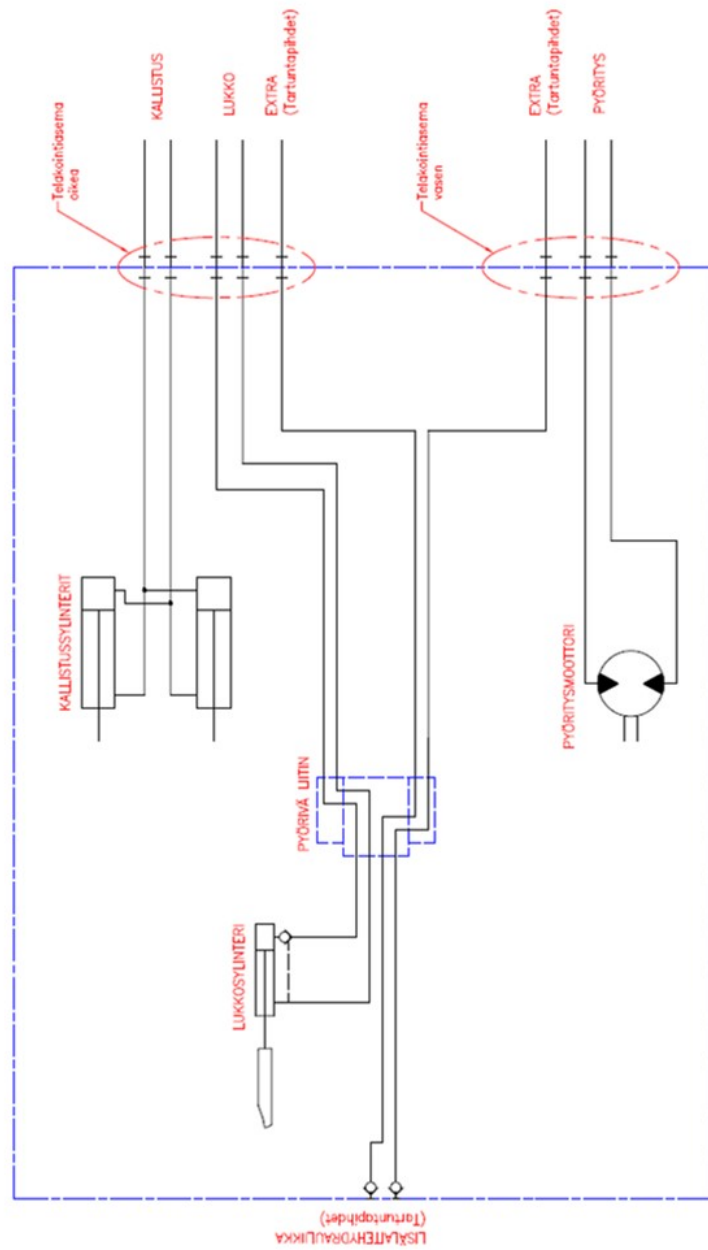 Telakointiasema
oikea
KALLISTUS
LUKKO
EXTRA
(Tartuntapihdet)
Telakointiasema
vasen
EXTRA
(Tartuntapihdet)
PYÖRITYS
KALLISTUSSYLINTERIT
PYÖRIVÄ LIITIN
PYÖRITYSMOOTTORI
LUKKOSYLINTERI
LISÄLAITEHYDRAULIIKKA
(Tartuntapihdet)